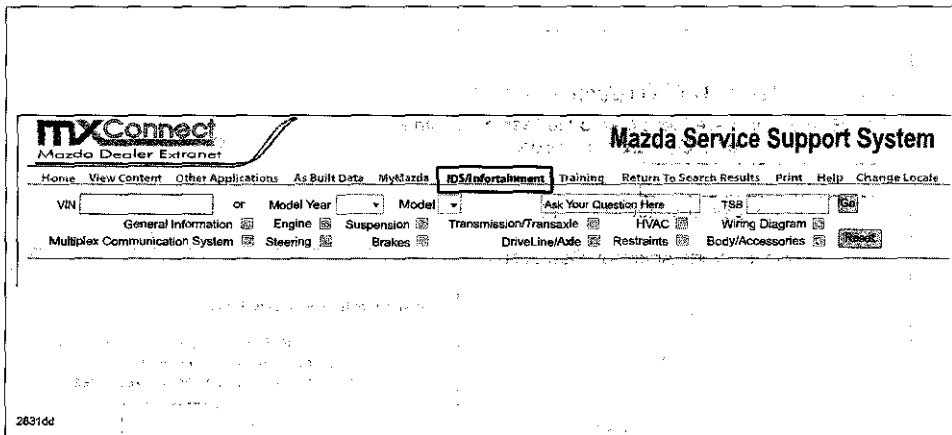 mXConnect
Mazda Dealer Extranet
Mazda Service Support System
Home View Content Other Applications As Built Data MyMazda IDS/Infortainment Training Return To Search Results Print Help Change Locale
VIN or Model Year Model Ask Your Question Here TSB Go
General Information Engine Suspension Transmission/Transaxle HVAC Wiring Diagram
Multiplex Communication System Steering Brakes DriveLine/Axle Restraints Body/Accessories Reset
2631dd